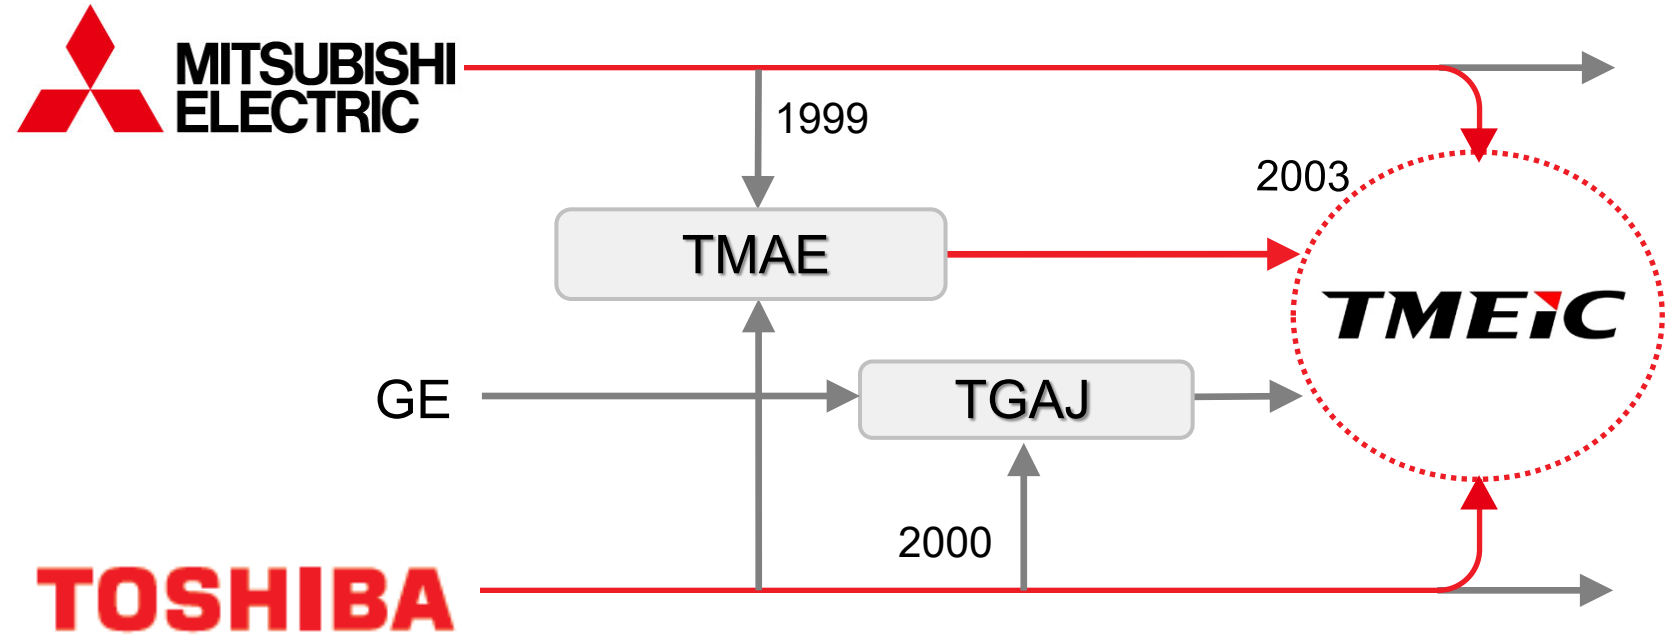 MITSUBISHI
ELECTRIC
1999
2003
TMAE
TMEiC
GE
TGAJ
2000
TOSHIBA